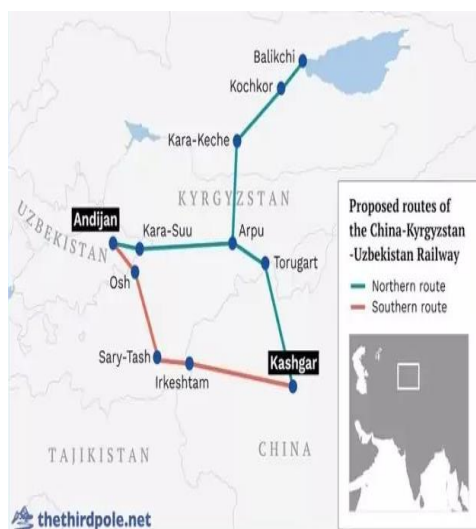 Balikchi
Kochkor
Kara-Keche
KYRGYZSTAN
UZBEKISTAN
Andijan
Kara-Suu
Arpu
Torugart
Osh
Sary-Tash
Irkeshtam
Kashgar
TAJIKISTAN
CHINA
Proposed routes of
the China-Kyrgyzstan
-Uzbekistan Railway
Northern route
Southern route
thethirdpole.net